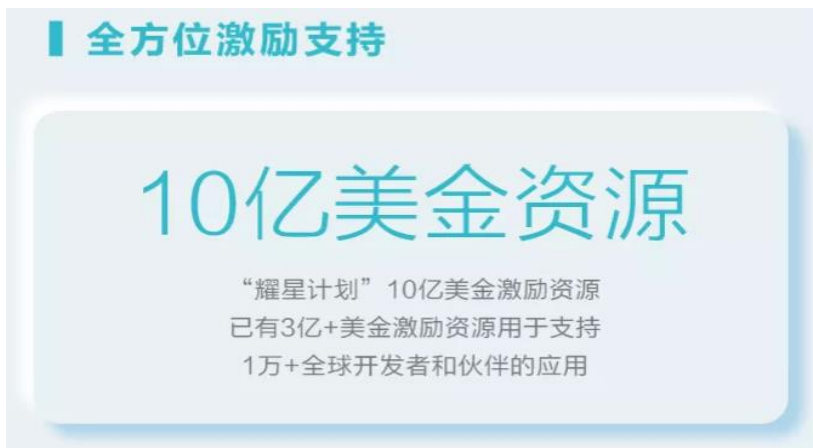 全方位激励支持
10亿美金资源
“耀星计划”10亿美金激励资源
已有3亿+美金激励资源用于支持
1万+全球开发者和伙伴的应用